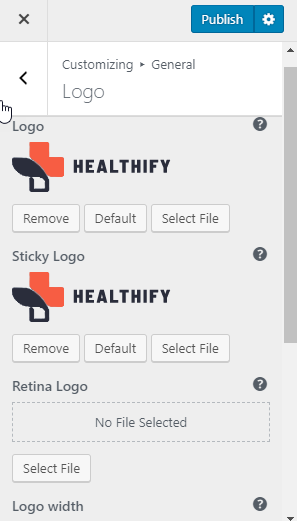 Publish
Customizing ▸ General
Logo
Logo
HEALTHIFY
Remove Default Select File
Sticky Logo
HEALTHIFY
Remove Default Select File
Retina Logo
No File Selected
Select File
Logo width